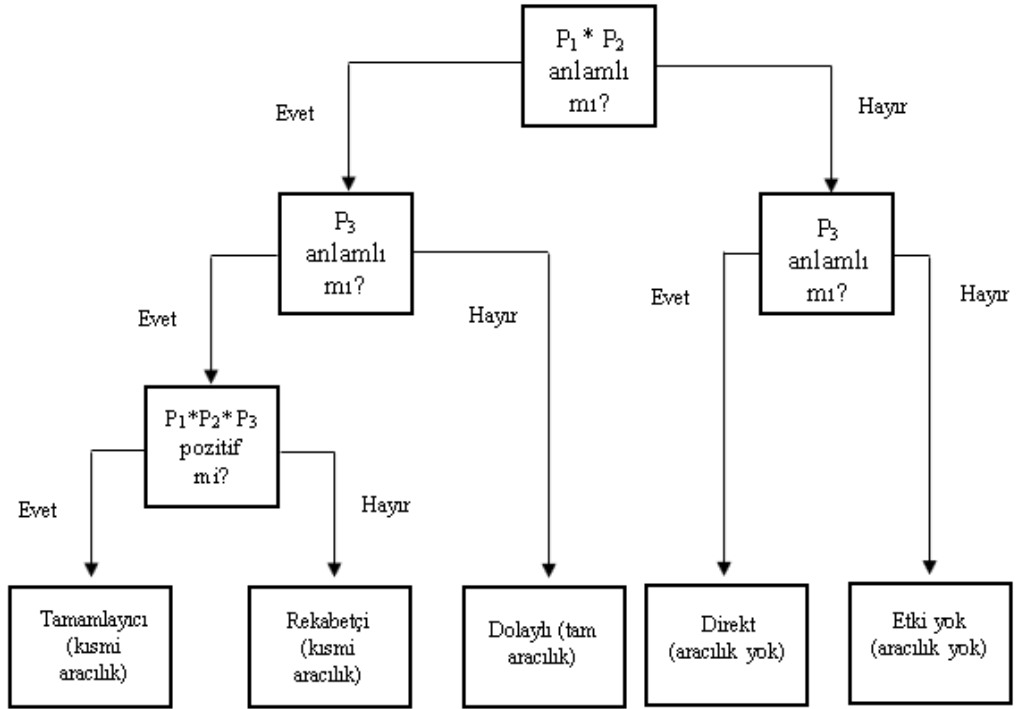 P₁ * P₂
anlamlı
mı?
Evet
Hayır
P₃
anlamlı
mı?
P₃
anlamlı
mı?
Evet
Hayır
Evet
Hayır
P₁*P₂*P₃
pozitif
mi?
Evet
Hayır
Tamamlayıcı
(kısmi
aracılık)
Rekabetçi
(kısmi
aracılık)
Dolaylı (tam
aracılık)
Direkt
(aracılık yok)
Etki yok
(aracılık yok)